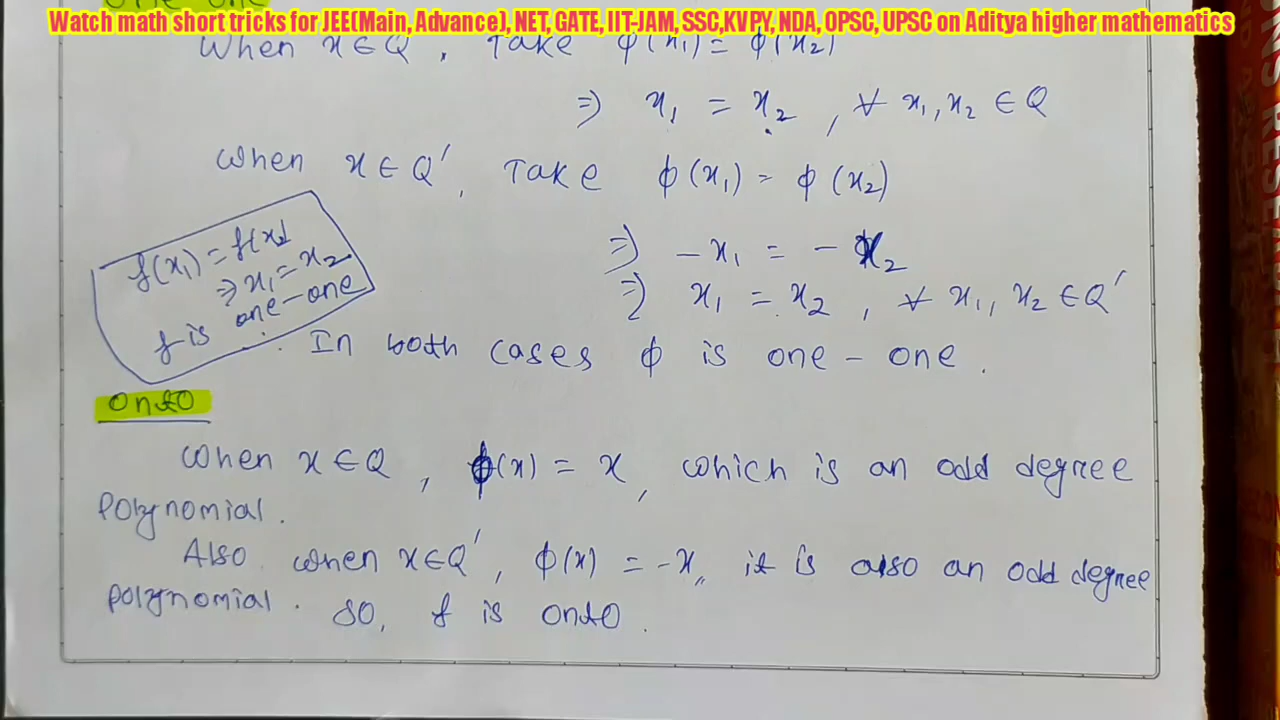 Watch math short tricks for JEE(Main, Advance), NET, GATE, IIT-JAM, SSC,KVPY, NDA, OPSC, UPSC on Aditya higher mathematics
When x ∈ Q, Take ϕ(x₁) = ϕ(x₂)
⇒ x₁ = x₂, ∀ x₁, x₂ ∈ Q
When x ∈ Q′, Take ϕ(x₁) = ϕ(x₂)
⇒ -x₁ = -x₂
⇒ x₁ = x₂, ∀ x₁, x₂ ∈ Q′
f(x₁) = f(x₂
⇒ x₁ = x₂
f is one-one
∴ In both cases ϕ is one-one.
Onto
When x ∈ Q, ϕ(x) = x, which is an odd degree
Polynomial.
Also when x ∈ Q′, ϕ(x) = -x, it is also an odd degree
polynomial. So, f is onto.